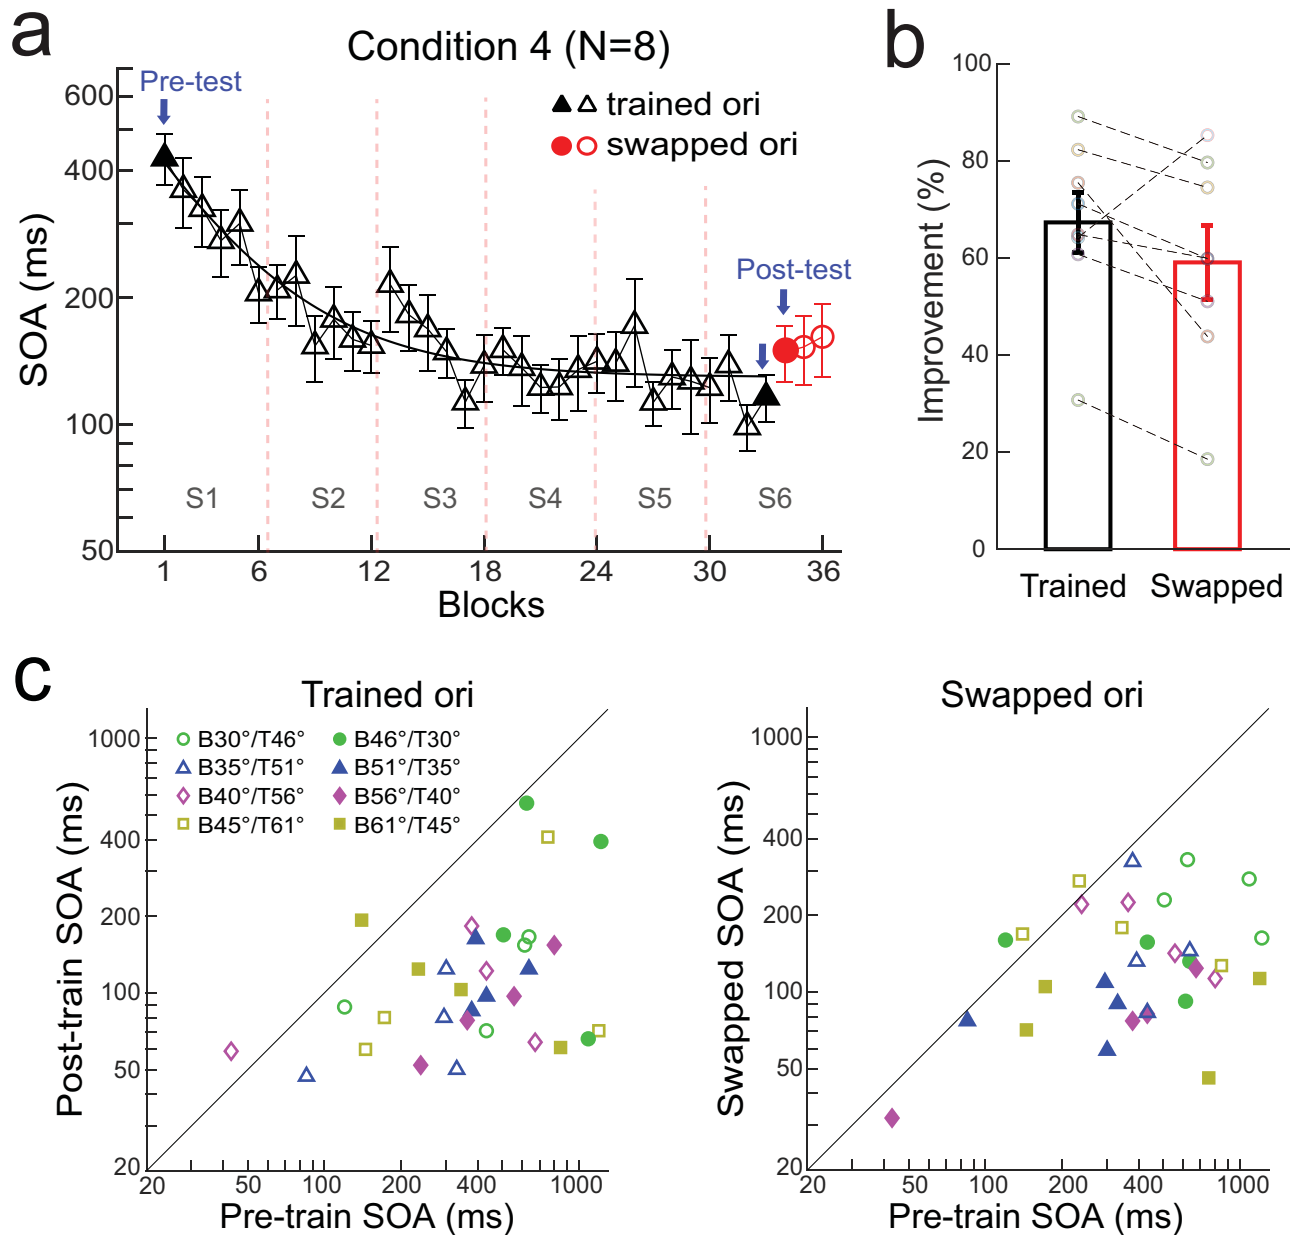 a
Condition 4 (N=8)
Pre-test
trained ori
swapped ori
Post-test
SOA (ms)
600
400
200
100
50
S1 S2 S3 S4 S5 S6
1 6 12 18 24 30 36
Blocks
b
Improvement (%)
100
80
60
40
20
0
Trained Swapped
c
Trained ori
B30°/T46° B46°/T30°
B35°/T51° B51°/T35°
B40°/T56° B56°/T40°
B45°/T61° B61°/T45°
Post-train SOA (ms)
1000
400
200
100
50
20
20 50 100 200 400 1000
Pre-train SOA (ms)
Swapped ori
Swapped SOA (ms)
1000
400
200
100
50
20
20 50 100 200 400 1000
Pre-train SOA (ms)